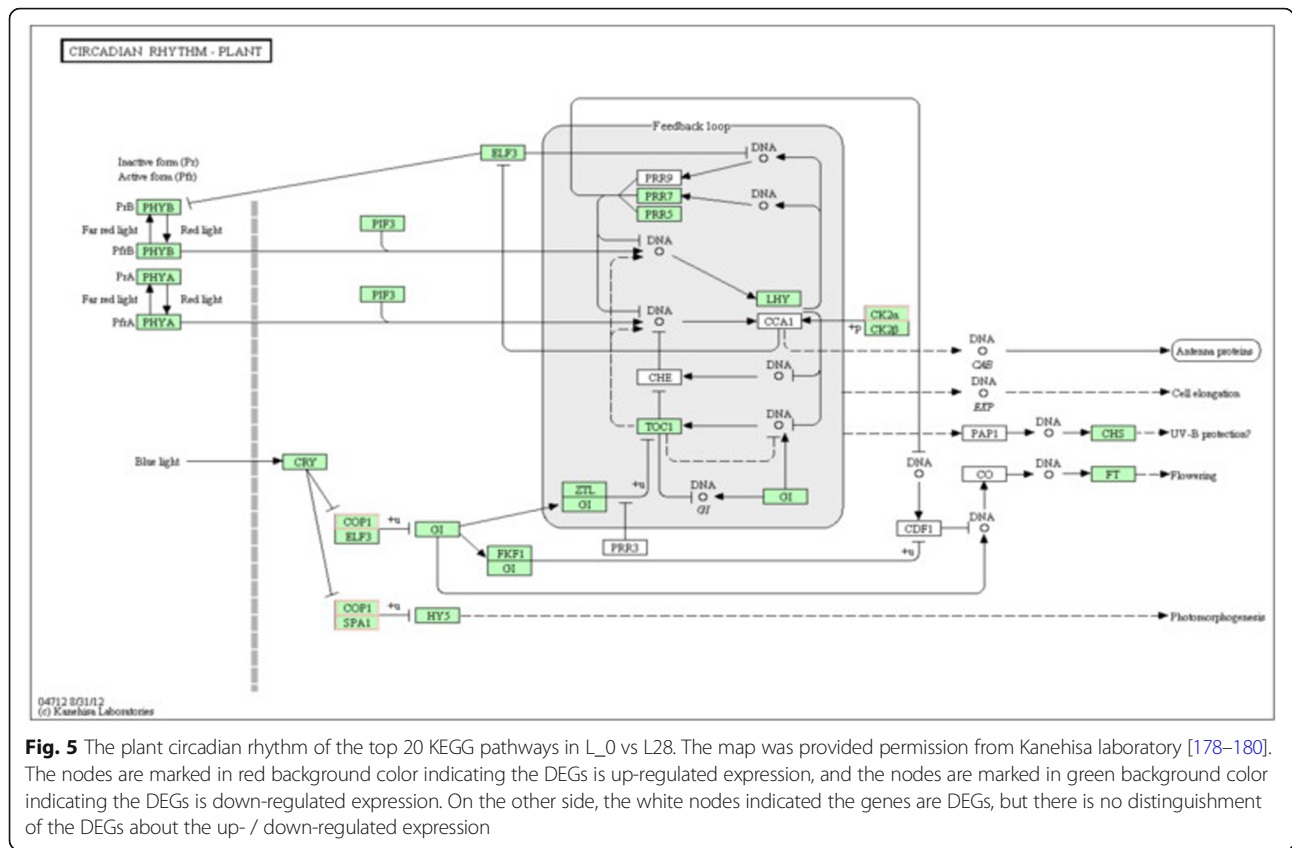 CIRCADIAN RHYTHM - PLANT
Feedback loop
Inactive form (Pr)
Active form (Pfr)
ELF3
DNA
PRR9
PRR7
DNA
PRR5
PrB PHYB
Far red light Red light
PfrB PHYB
PIF3
DNA
PrA PHYA
Far red light Red light
PfrA PHYA
PIF3
DNA
LHY
CCA1
CK2α
+p CK2β
DNA
CAB
Antenna proteins
CHE
DNA
DNA
EXP
Cell elongation
TOC1
DNA
PAP1
DNA
CHS
UV-B protection?
Blue light
CRY
DNA
CO
DNA
FT
Flowering
ZTL
GI
+u
DNA
GI
GI
COP1 +u
ELF3
GI
PRR3
CDF1
DNA
FKF1
GI
+u
COP1 +u
SPA1
HY5
Photomorphogenesis
04712 8/31/12
(c) Kanehisa Laboratories
Fig. 5 The plant circadian rhythm of the top 20 KEGG pathways in L_0 vs L28. The map was provided permission from Kanehisa laboratory [178–180].
The nodes are marked in red background color indicating the DEGs is up-regulated expression, and the nodes are marked in green background color
indicating the DEGs is down-regulated expression. On the other side, the white nodes indicated the genes are DEGs, but there is no distinguishment
of the DEGs about the up- / down-regulated expression